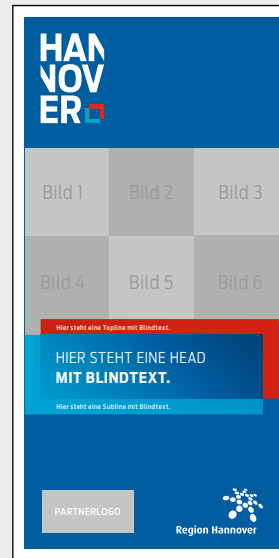 HAN
NOV
ER
Bild 1 Bild 2 Bild 3
Bild 4 Bild 5 Bild 6
Hier steht eine Topline mit Blindtext.
HIER STEHT EINE HEAD
MIT BLINDTEXT.
Hier steht eine Subline mit Blindtext.
PARTNERLOGO
Region Hannover